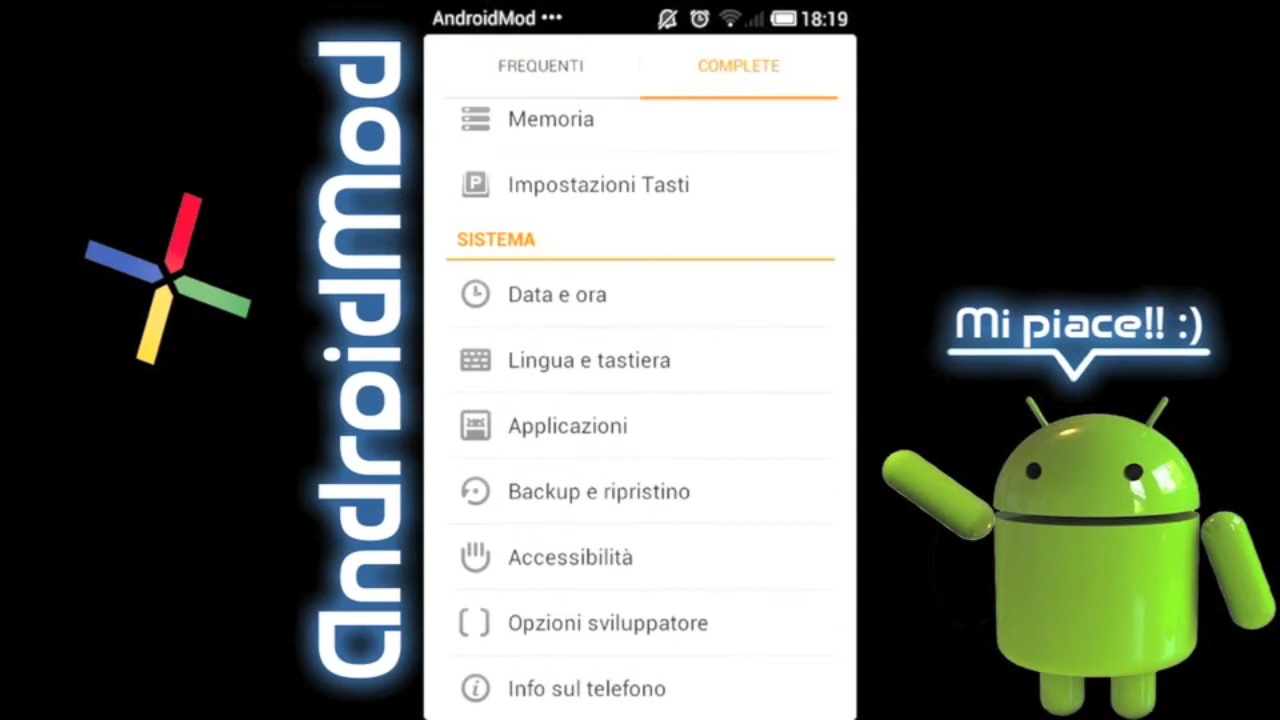 AndroidMod
AndroidMod ••• 18:19
FREQUENTI COMPLETE
Memoria
Impostazioni Tasti
SISTEMA
Data e ora
Lingua e tastiera
Applicazioni
Backup e ripristino
Accessibilità
Opzioni sviluppatore
Info sul telefono
Mi piace!! :)